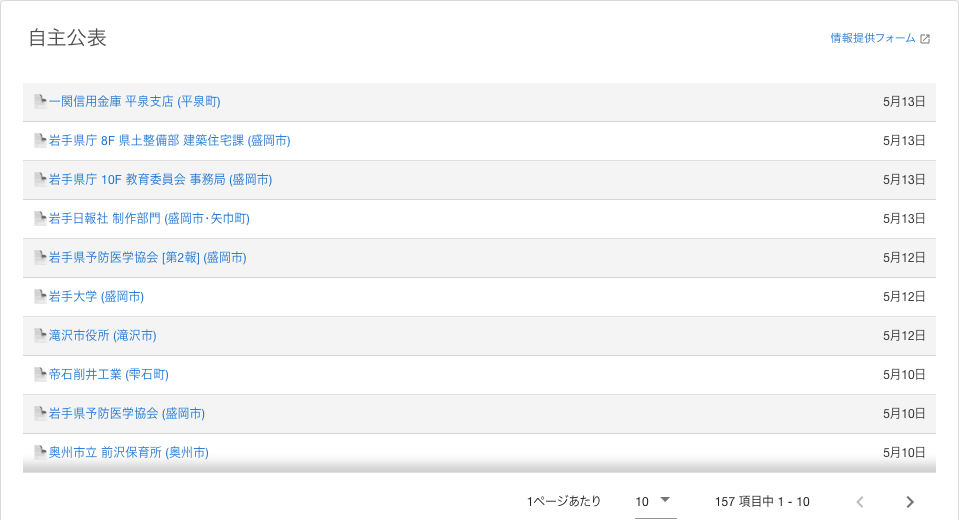 自主公表
情報提供フォーム
一関信用金庫 平泉支店 (平泉町) 5月13日
岩手県庁 8F 県土整備部 建築住宅課 (盛岡市) 5月13日
岩手県庁 10F 教育委員会 事務局 (盛岡市) 5月13日
岩手日報社 制作部門 (盛岡市・矢巾町) 5月13日
岩手県予防医学協会 [第2報] (盛岡市) 5月12日
岩手大学 (盛岡市) 5月12日
滝沢市役所 (滝沢市) 5月12日
帝石削井工業 (雫石町) 5月10日
岩手県予防医学協会 (盛岡市) 5月10日
奥州市立 前沢保育所 (奥州市) 5月10日
1ページあたり 10 157 項目中 1 - 10